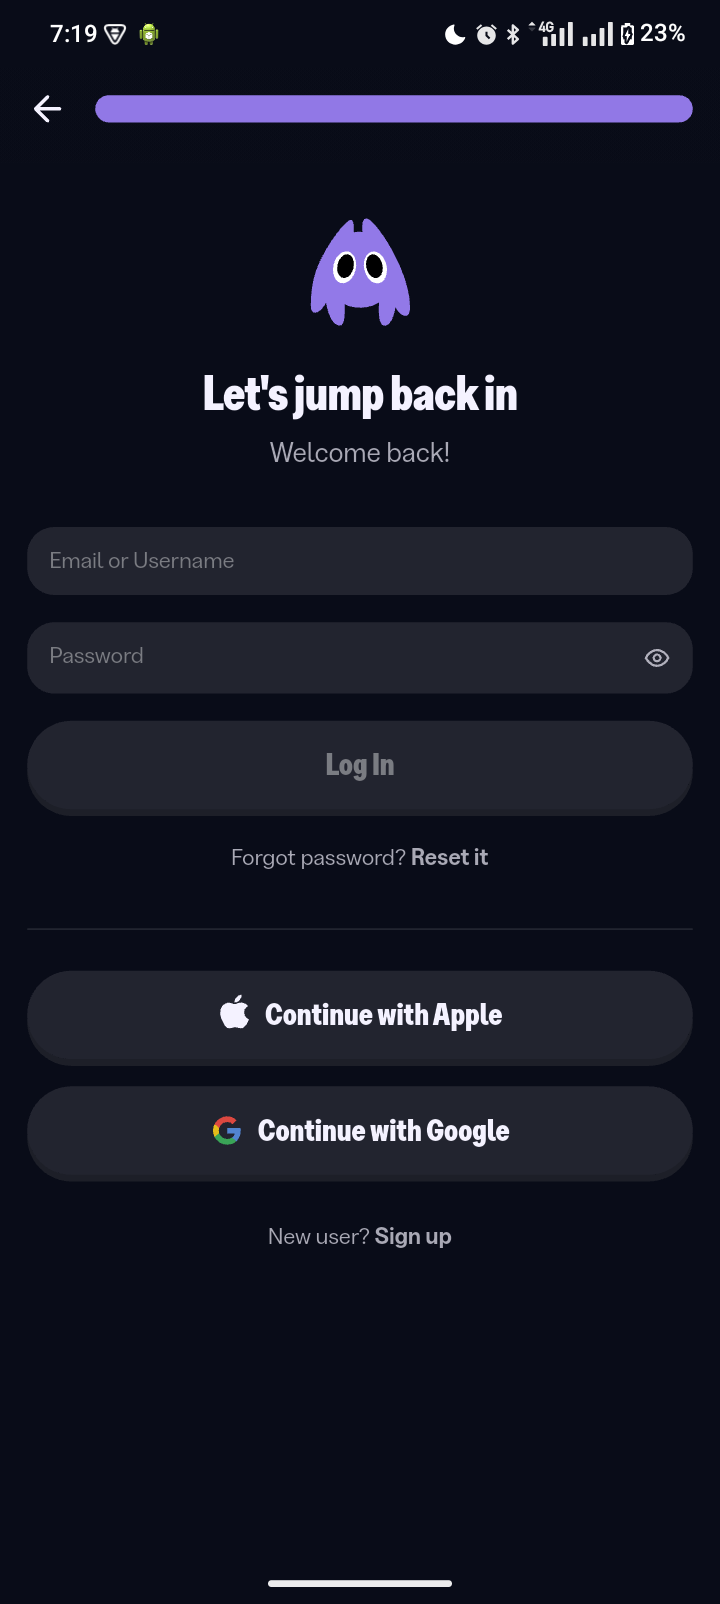 7:19 4G 23%
Let's jump back in
Welcome back!
Email or Username
Password
Log In
Forgot password? Reset it
Continue with Apple
Continue with Google
New user? Sign up